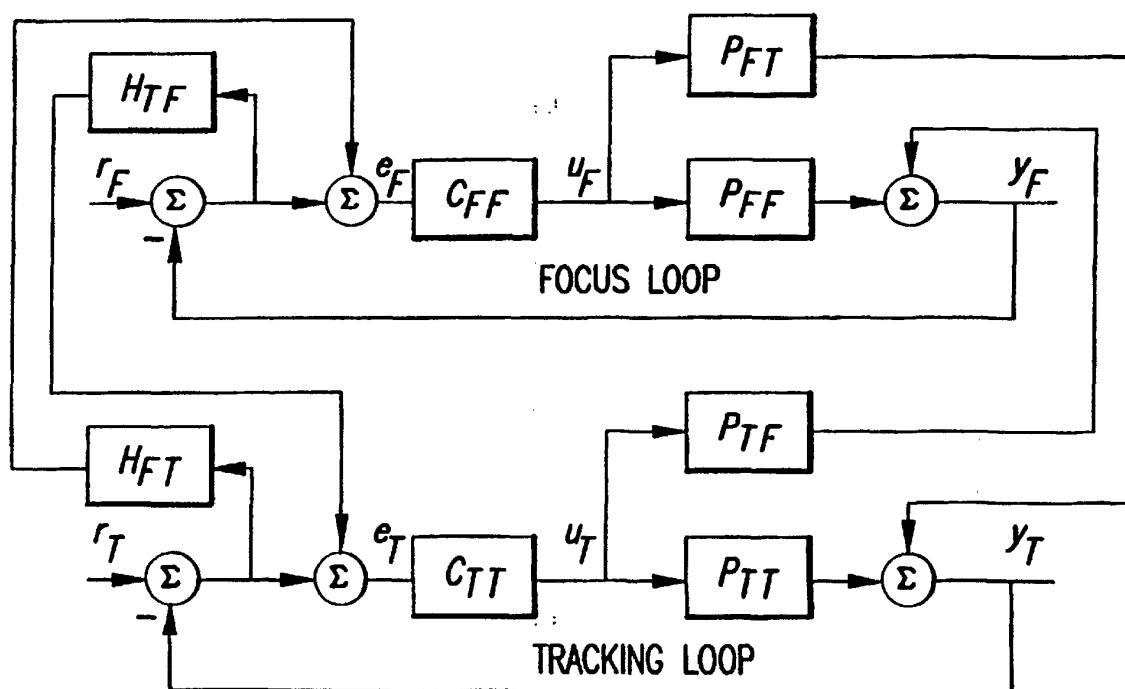 P_FT
H_TF
r_F Σ Σ e_F C_FF u_F P_FF Σ y_F
−
FOCUS LOOP
P_TF
H_FT
r_T Σ Σ e_T C_TT u_T P_TT Σ y_T
−
TRACKING LOOP